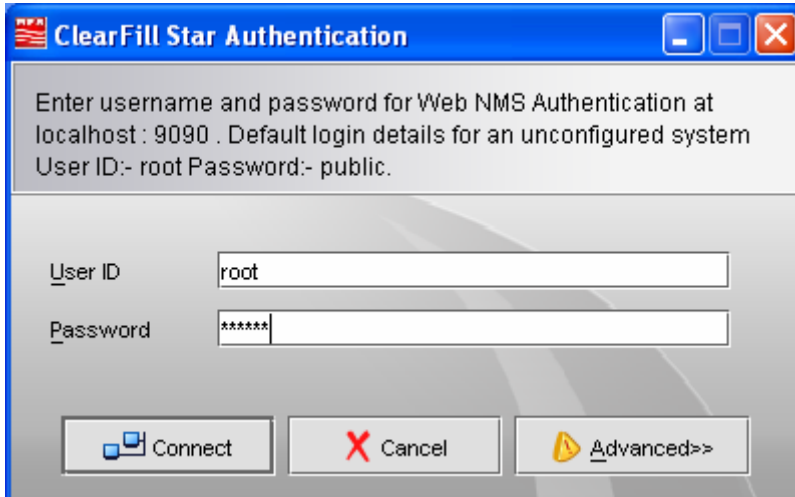 ClearFill Star Authentication
Enter username and password for Web NMS Authentication at
localhost : 9090 . Default login details for an unconfigured system
User ID:- root Password:- public.
User ID root
Password ******
Connect Cancel Advanced>>